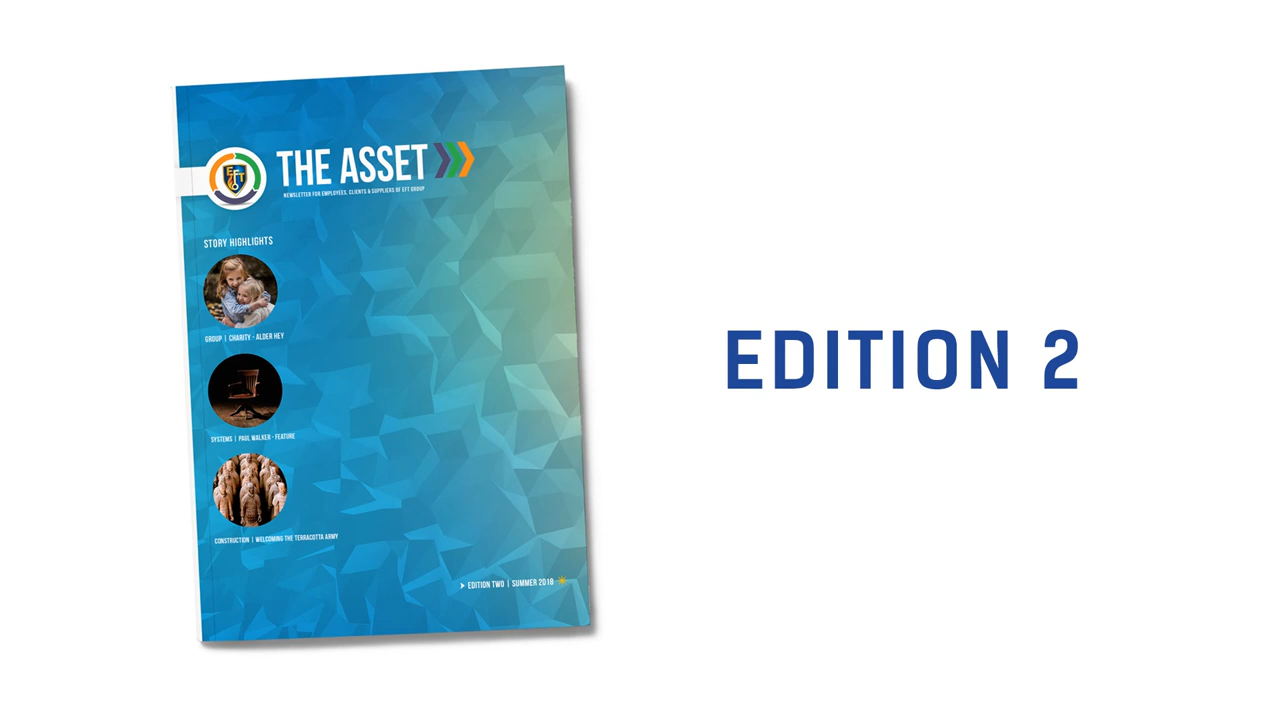 EFT
THE ASSET
NEWSLETTER FOR EMPLOYEES, CLIENTS & SUPPLIERS OF EFT GROUP
STORY HIGHLIGHTS
GROUP | CHARITY - ALDER HEY
SYSTEMS | PAUL WALKER - FEATURE
CONSTRUCTION | WELCOMING THE TERRACOTTA ARMY
EDITION TWO | SUMMER 2018
EDITION 2